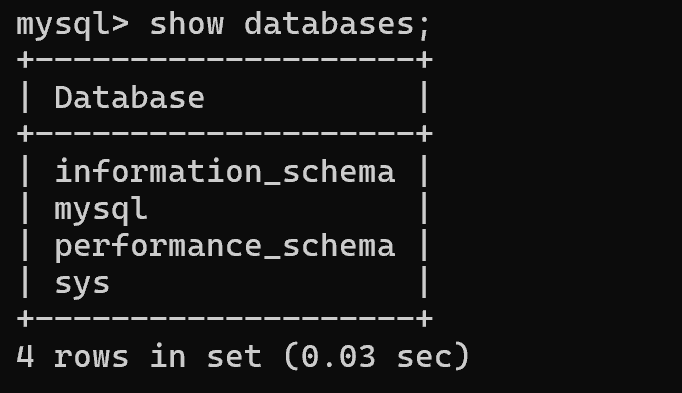 mysql> show databases;
+--------------------+
| Database           |
+--------------------+
| information_schema |
| mysql              |
| performance_schema |
| sys                |
+--------------------+
4 rows in set (0.03 sec)